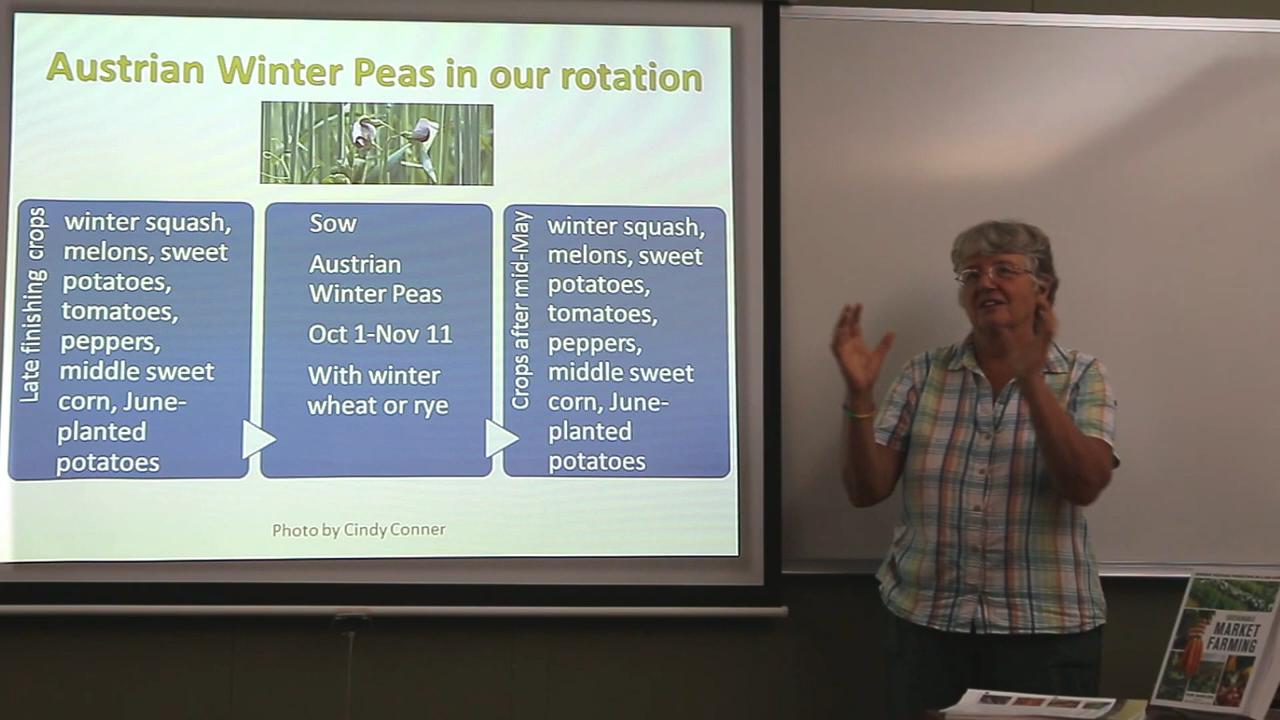 Austrian Winter Peas in our rotation
Late finishing crops
winter squash,
melons, sweet
potatoes,
tomatoes,
peppers,
middle sweet
corn, June-
planted
potatoes
Sow
Austrian
Winter Peas
Oct 1-Nov 11
With winter
wheat or rye
Crops after mid-May
winter squash,
melons, sweet
potatoes,
tomatoes,
peppers,
middle sweet
corn, June-
planted
potatoes
Photo by Cindy Conner
SUSTAINABLE
MARKET
FARMING